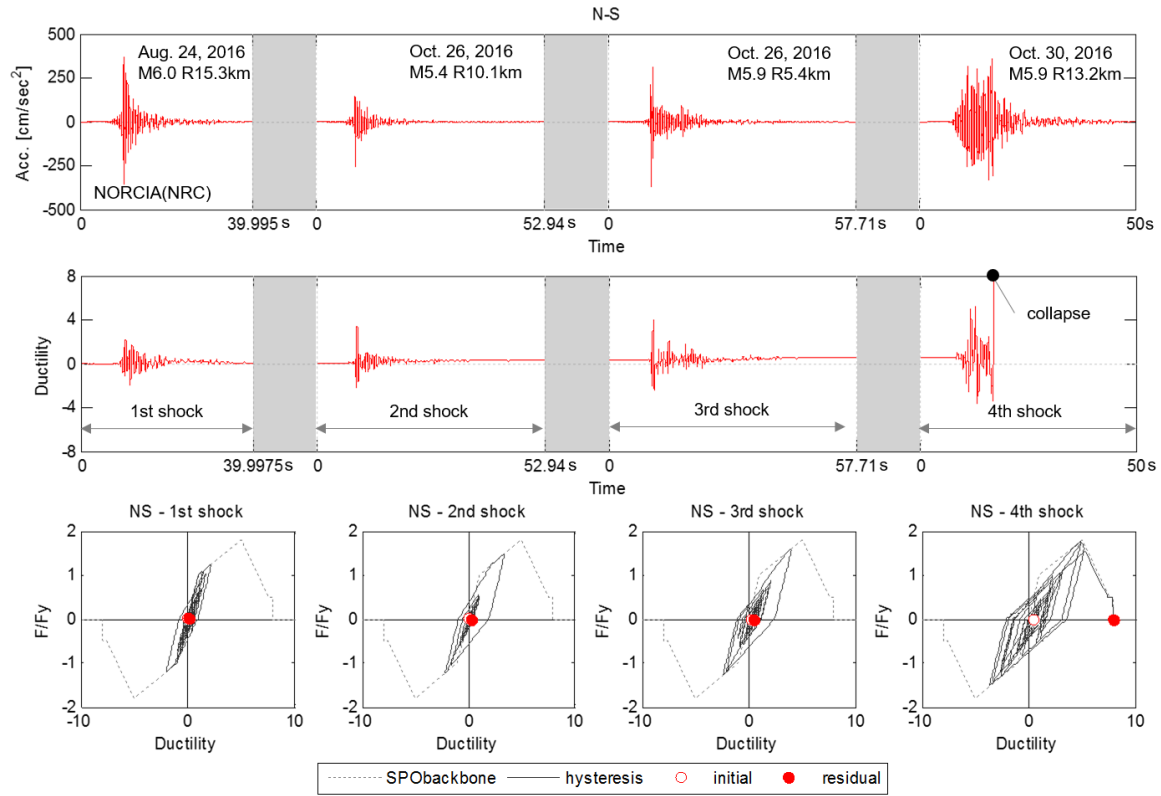 N-S
Acc. [cm/sec²]
500
250
0
-250
-500
Aug. 24, 2016
M6.0 R15.3km
Oct. 26, 2016
M5.4 R10.1km
Oct. 26, 2016
M5.9 R5.4km
Oct. 30, 2016
M5.9 R13.2km
NORCIA(NRC)
0 39.995 s 0 52.94 s 0 57.71 s 0 50s
Time
Ductility
8
4
0
-4
-8
collapse
1st shock 2nd shock 3rd shock 4th shock
0 39.9975 s 0 52.94 s 0 57.71 s 0 50s
Time
NS - 1st shock
F/Fy
2
1
0
-1
-2
-10 0 10
Ductility
NS - 2nd shock
F/Fy
2
1
0
-1
-2
-10 0 10
Ductility
NS - 3rd shock
F/Fy
2
1
0
-1
-2
-10 0 10
Ductility
NS - 4th shock
F/Fy
2
1
0
-1
-2
-10 0 10
Ductility
SPObackbone hysteresis initial residual